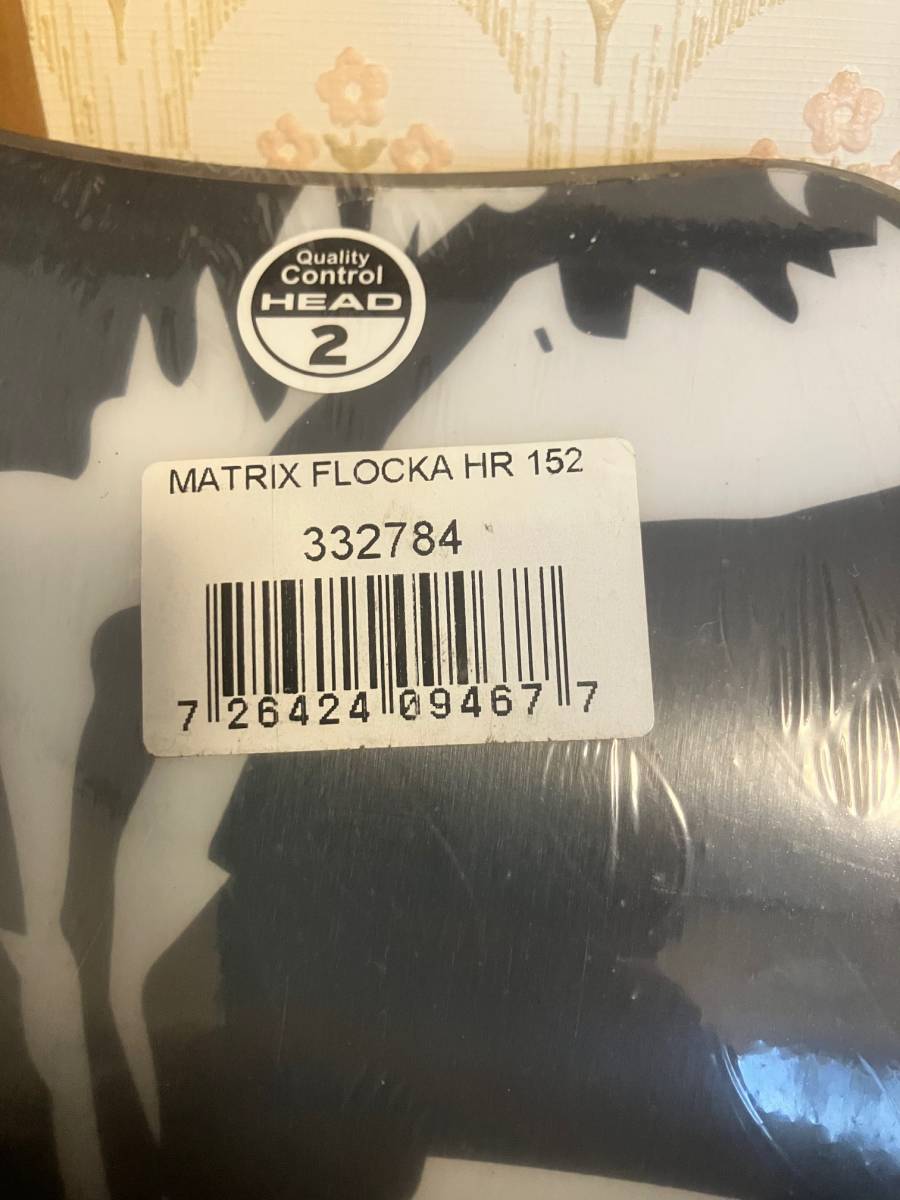 Quality
Control
HEAD
2
MATRIX FLOCKA HR 152
332784
7 26424 09467 7